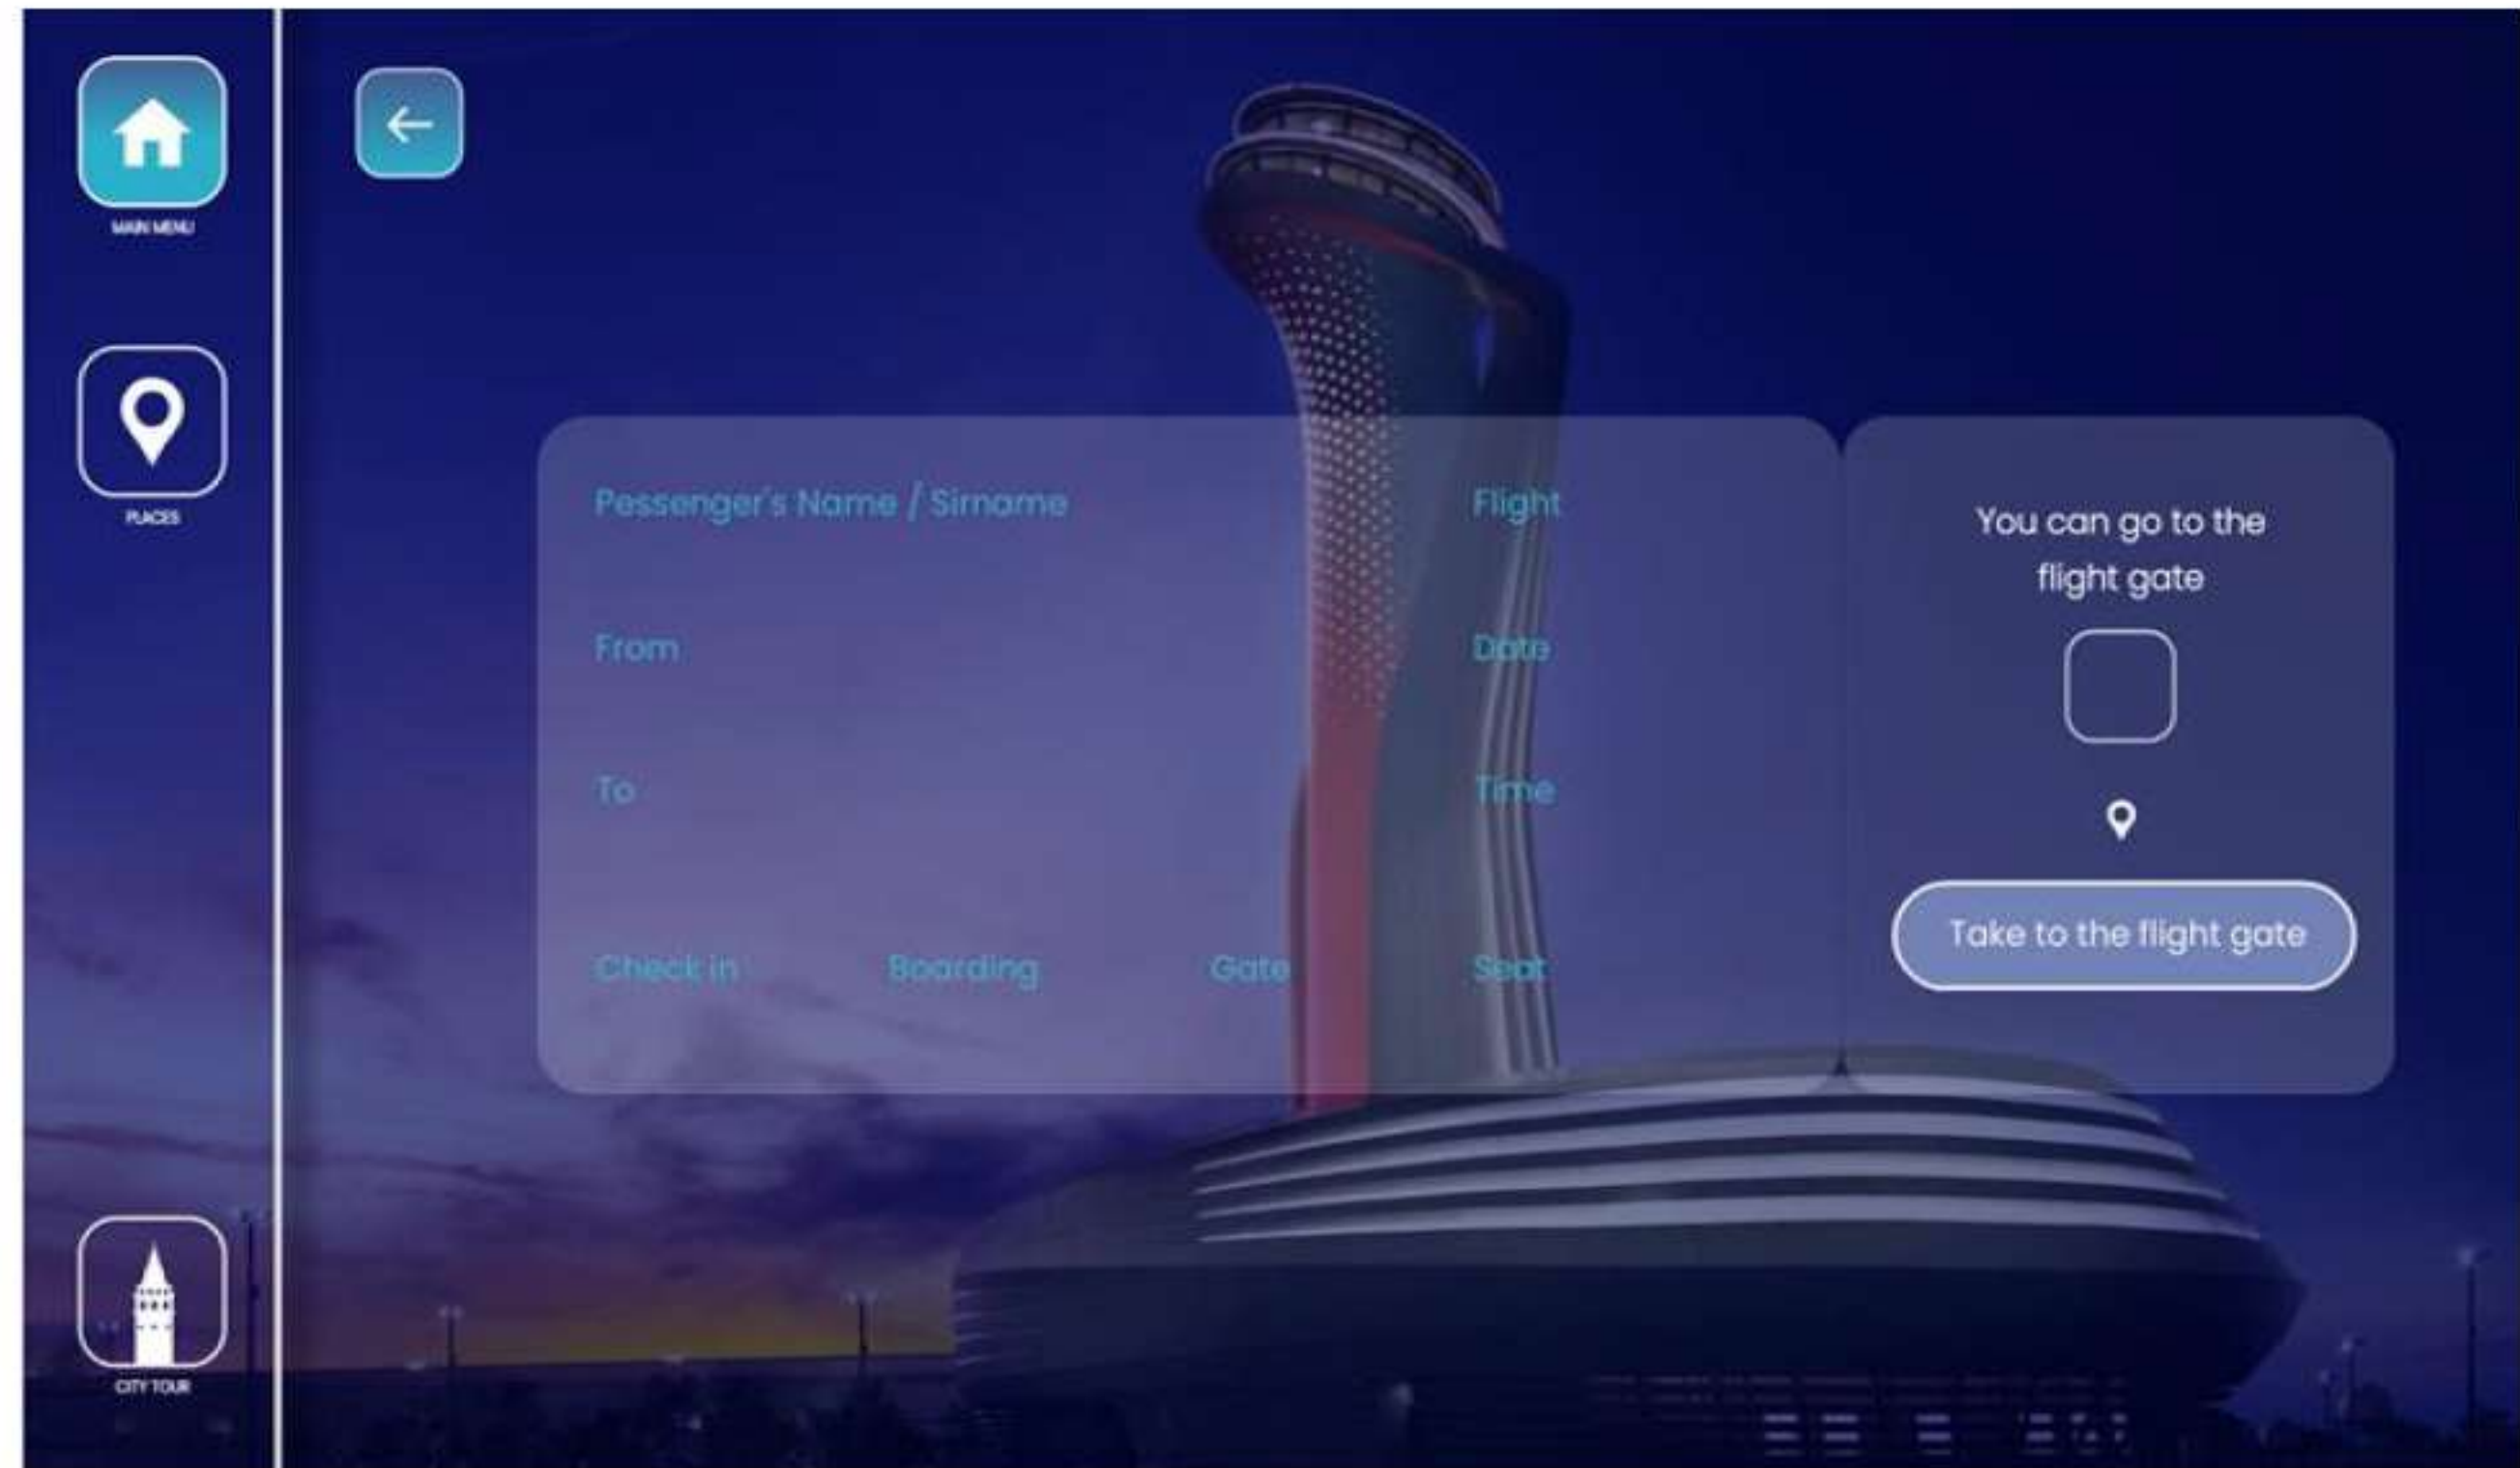 MAIN MENU
PLACES
CITY TOUR
Pessenger's Name / Sirname
Flight
From
Date
To
Time
Check in
Boarding
Gate
Seat
You can go to the
flight gate
Take to the flight gate